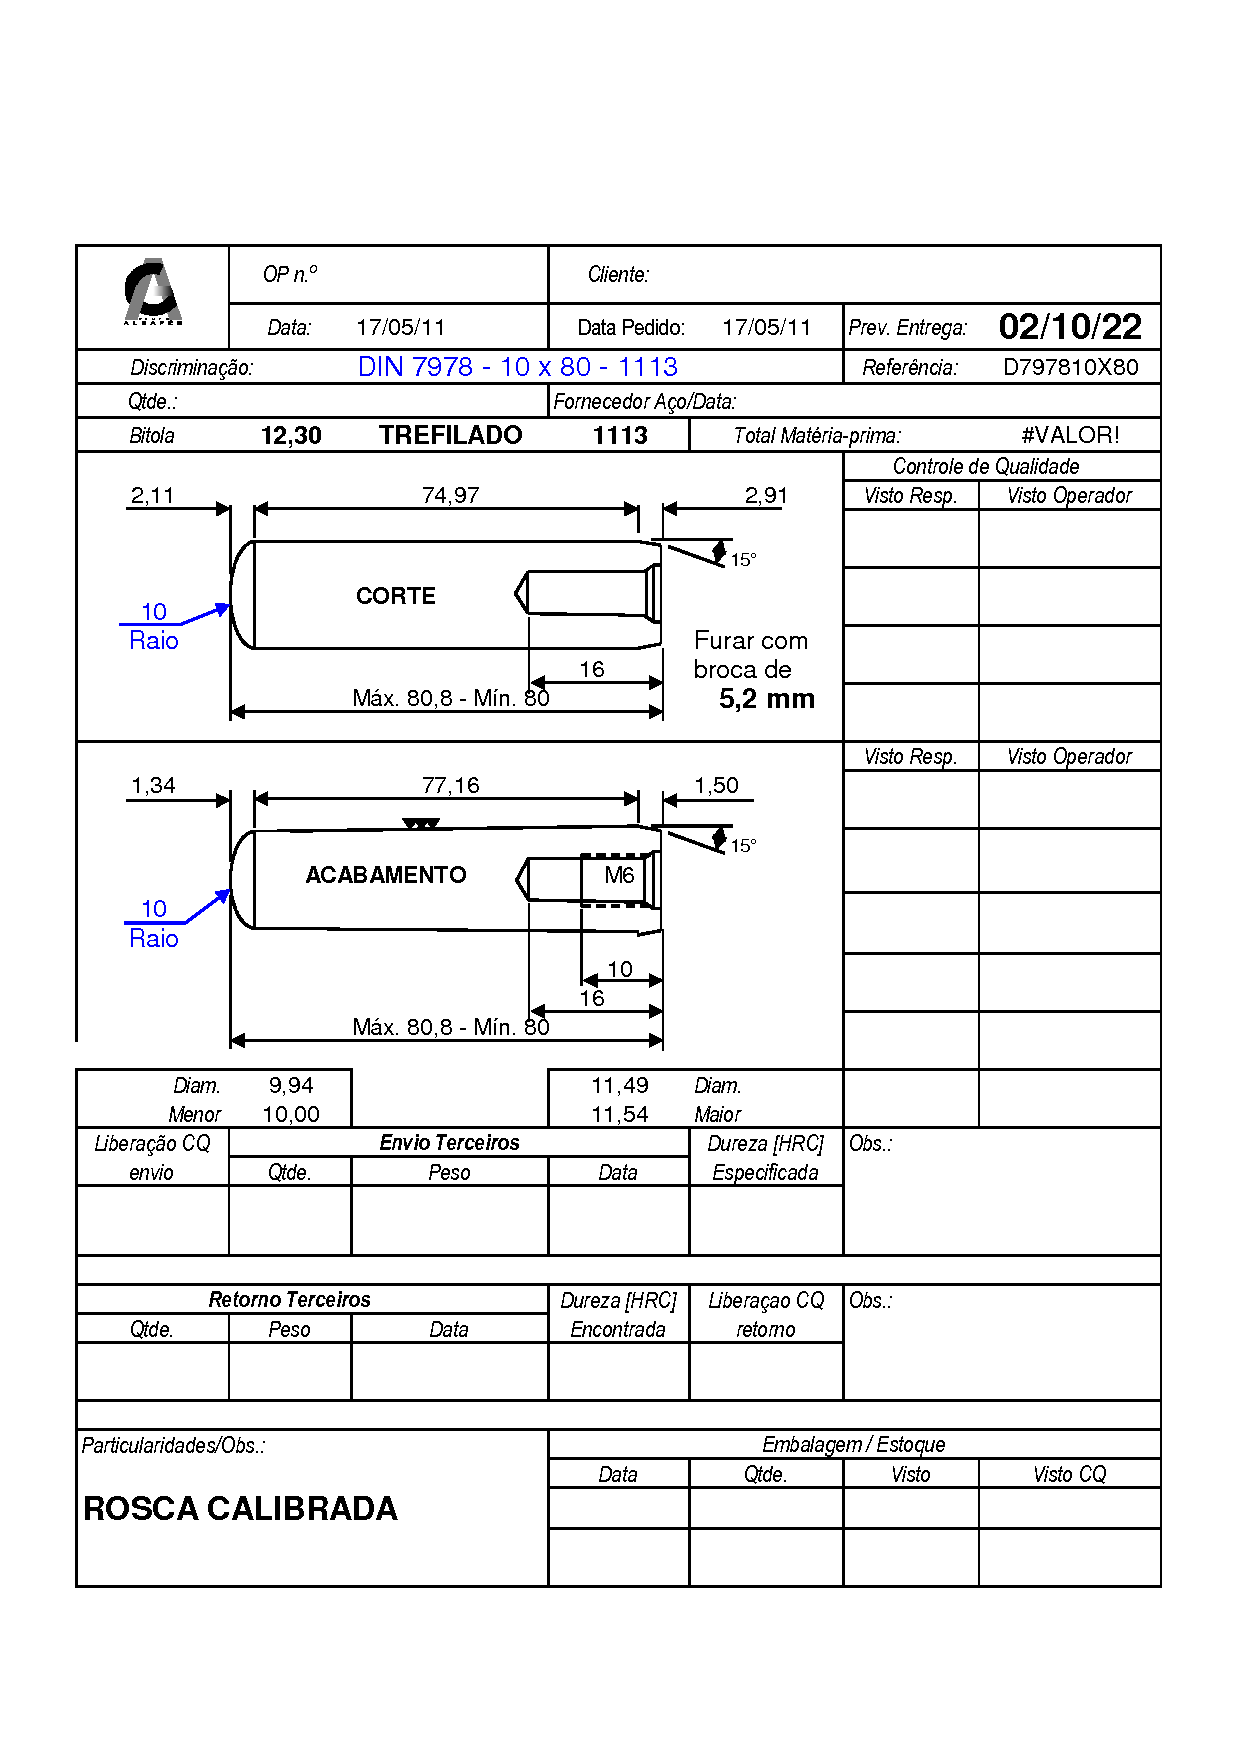 GRUPO
ALBAFER
OP n.º Cliente:
Data: 17/05/11 Data Pedido: 17/05/11 Prev. Entrega: 02/10/22
Discriminação: DIN 7978 - 10 x 80 - 1113 Referência: D797810X80
Qtde.: Fornecedor Aço/Data:
Bitola 12,30 TREFILADO 1113 Total Matéria-prima: #VALOR!
Controle de Qualidade
2,11 74,97 2,91 Visto Resp. Visto Operador
15°
CORTE
10
Raio
Furar com
16 broca de
Máx. 80,8 - Mín. 80 5,2 mm
Visto Resp. Visto Operador
1,34 77,16 1,50
15°
ACABAMENTO M6
10
Raio
10
16
Máx. 80,8 - Mín. 80
Diam. 9,94 11,49 Diam.
Menor 10,00 11,54 Maior
Liberação CQ Envio Terceiros Dureza [HRC] Obs.:
envio Qtde. Peso Data Especificada
Retorno Terceiros Dureza [HRC] Liberaçao CQ Obs.:
Qtde. Peso Data Encontrada retorno
Particularidades/Obs.: Embalagem / Estoque
Data Qtde. Visto Visto CQ
ROSCA CALIBRADA